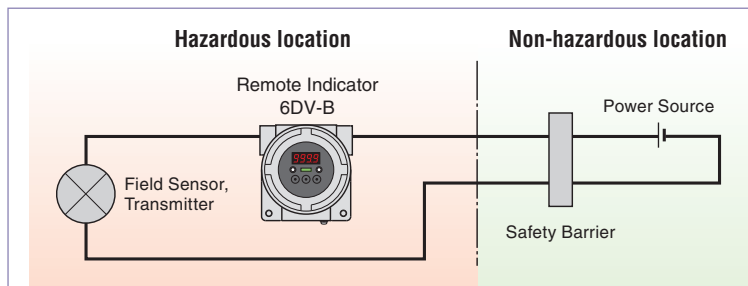 Hazardous location
Non-hazardous location
Remote Indicator
6DV-B
Power Source
9999
Field Sensor,
Transmitter
Safety Barrier